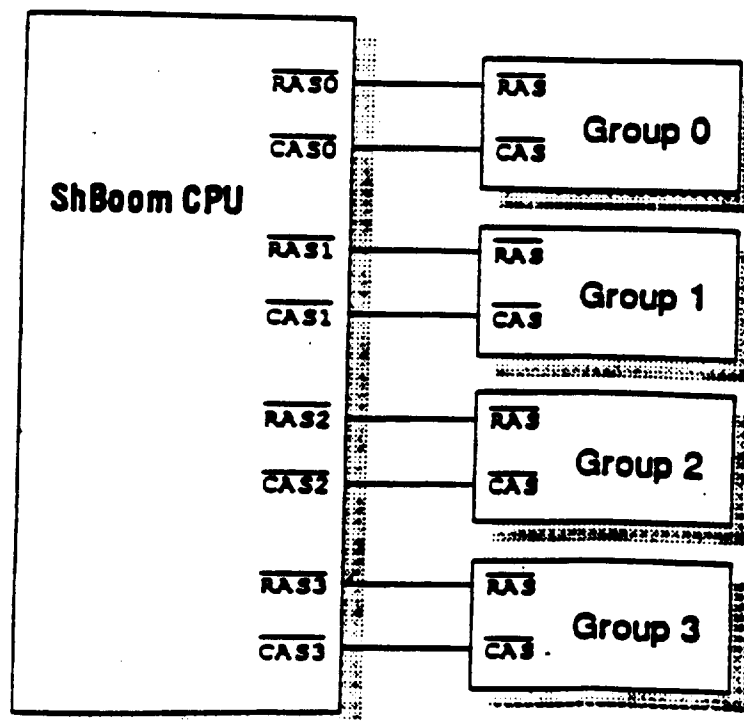 RAS0 RAS
CAS0 CAS Group 0
ShBoom CPU
RAS1 RAS
CAS1 CAS Group 1
RAS2 RAS
CAS2 CAS Group 2
RAS3 RAS
CAS3 CAS Group 3